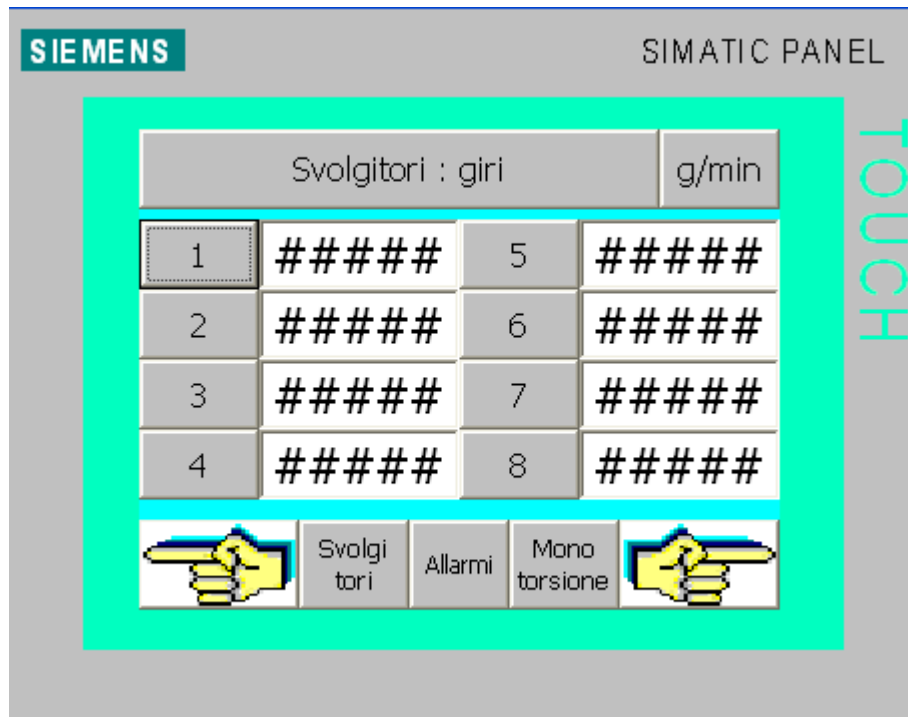 SIEMENS
SIMATIC PANEL
TOUCH
Svolgitori : giri g/min
1 ##### 5 #####
2 ##### 6 #####
3 ##### 7 #####
4 ##### 8 #####
Svolgi
tori
Allarmi
Mono
torsione